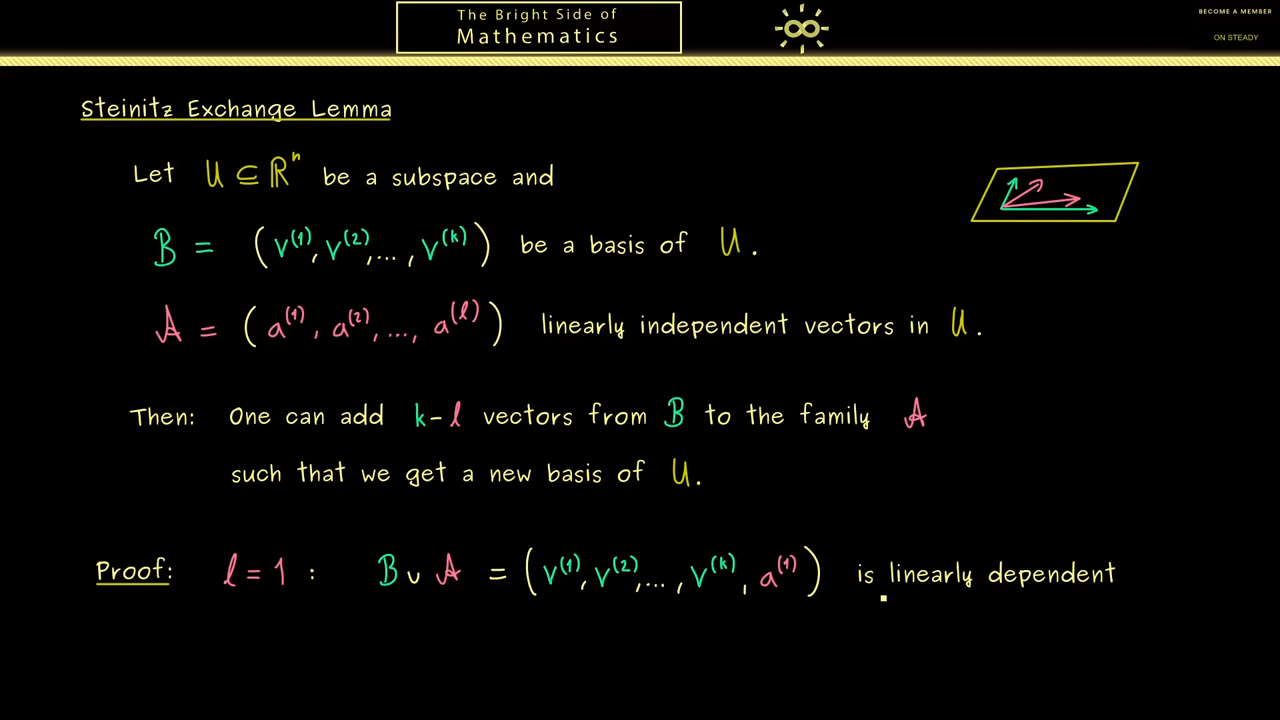 The Bright Side of
Mathematics
BECOME A MEMBER
ON STEADY
Steinitz Exchange Lemma
Let U ⊆ ℝⁿ be a subspace and
B = (v⁽¹⁾, v⁽²⁾, ..., v⁽ᵏ⁾) be a basis of U.
A = (a⁽¹⁾, a⁽²⁾, ..., a⁽ˡ⁾) linearly independent vectors in U.
Then: One can add k-l vectors from B to the family A
such that we get a new basis of U.
Proof: l = 1 : B ∪ A = (v⁽¹⁾, v⁽²⁾, ..., v⁽ᵏ⁾, a⁽¹⁾) is linearly dependent